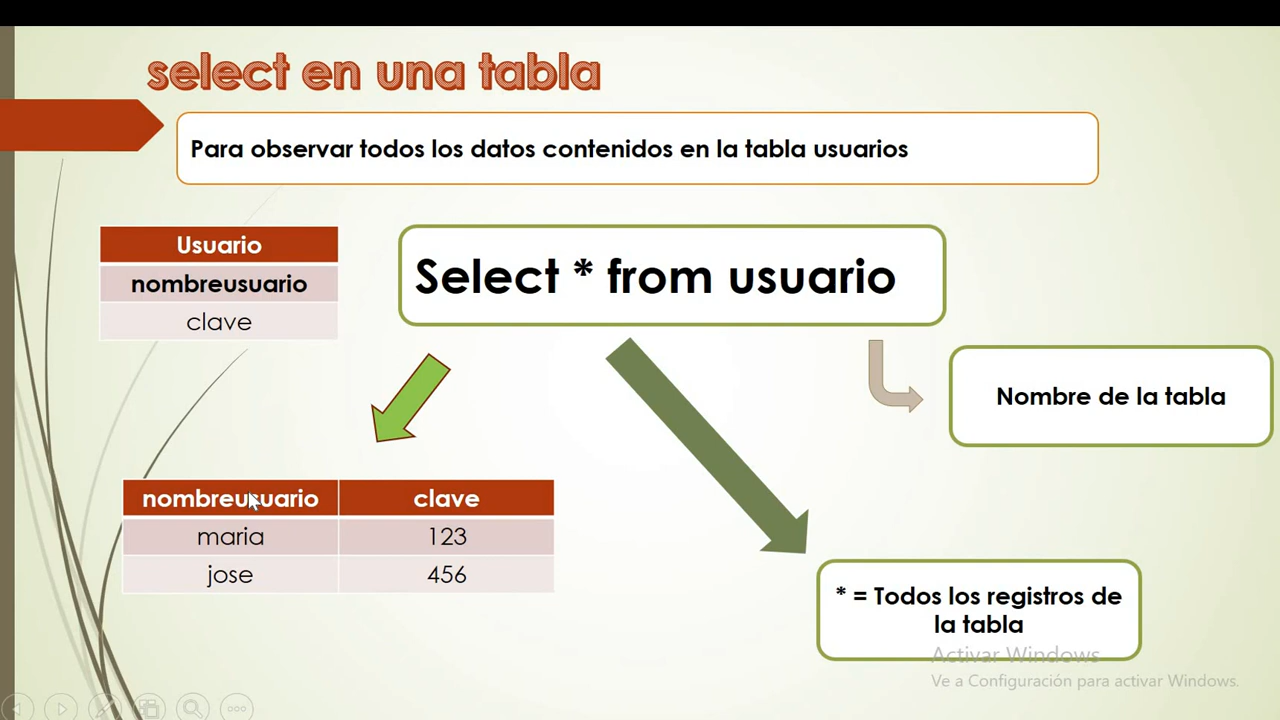 select en una tabla
Para observar todos los datos contenidos en la tabla usuarios
Usuario
nombreusuario
clave
Select * from usuario
Nombre de la tabla
nombreusuario clave
maria 123
jose 456
* = Todos los registros de
la tabla
Activar Windows
Ve a Configuración para activar Windows.